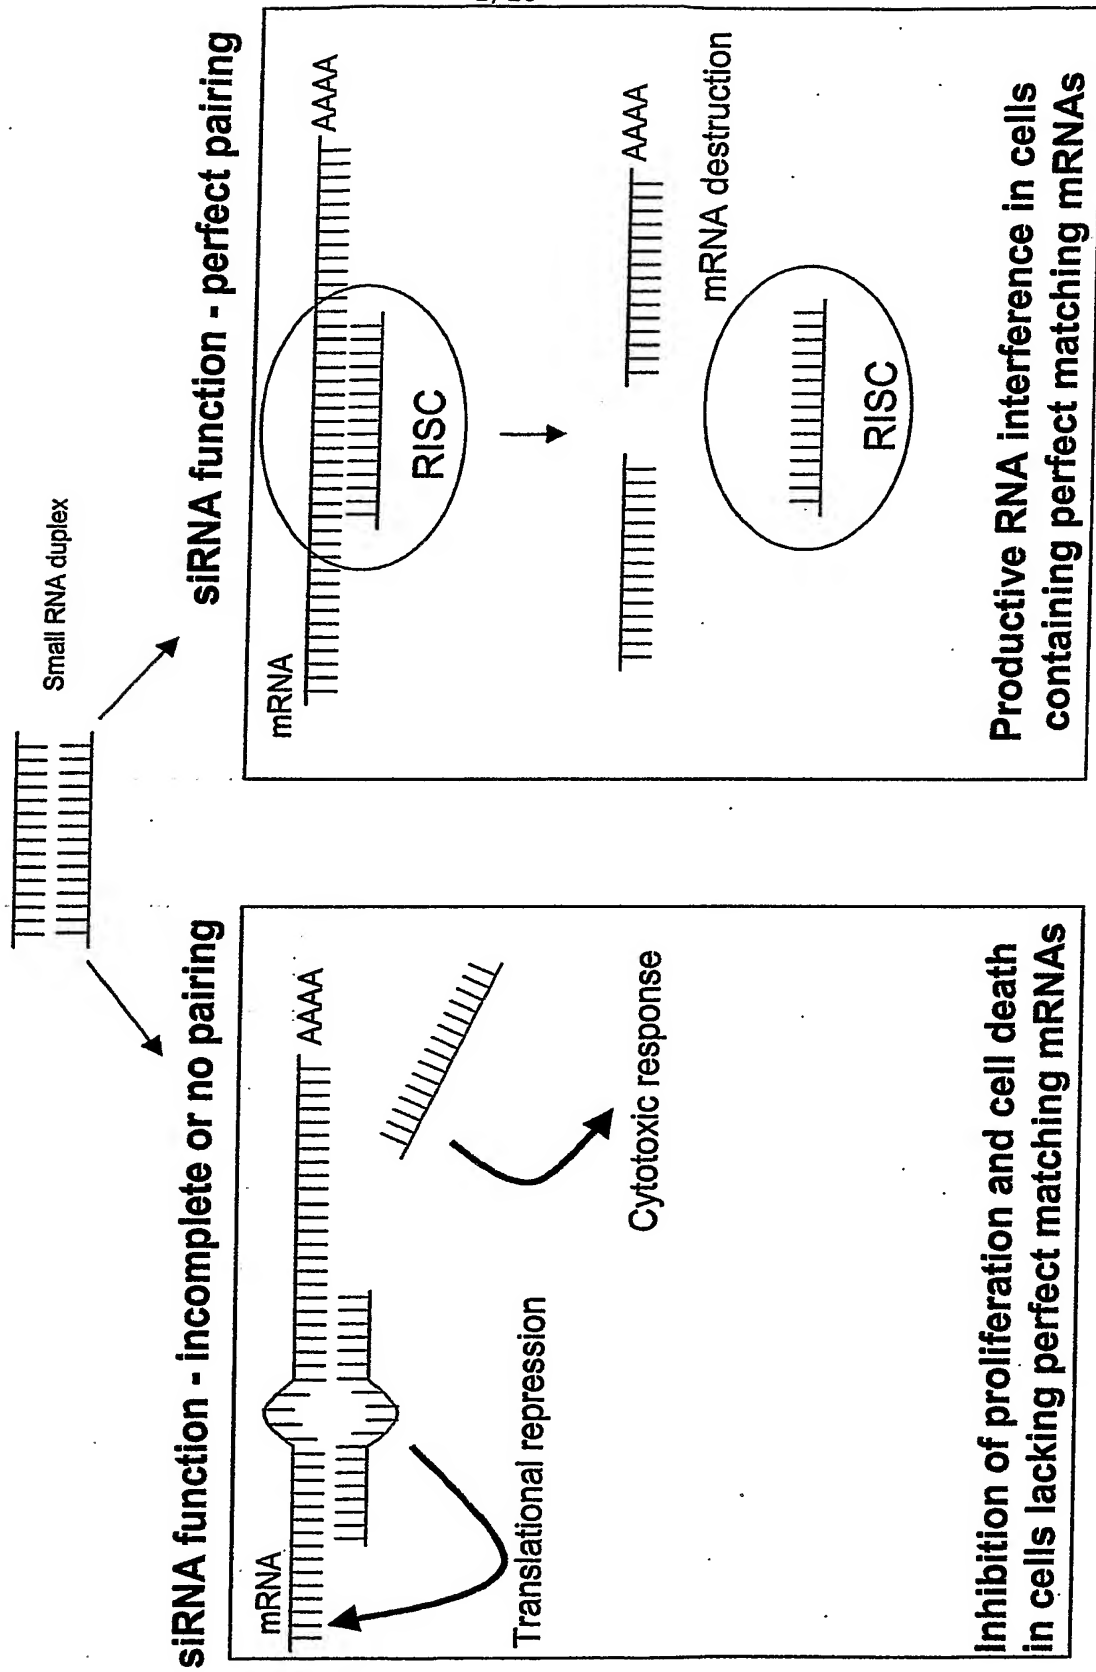 Small RNA duplex
siRNA function - incomplete or no pairing
mRNA
AAAA
Translational repression
Cytotoxic response
Inhibition of proliferation and cell death
in cells lacking perfect matching mRNAs
siRNA function - perfect pairing
mRNA
AAAA
RISC
AAAA
mRNA destruction
RISC
Productive RNA interference in cells
containing perfect matching mRNAs